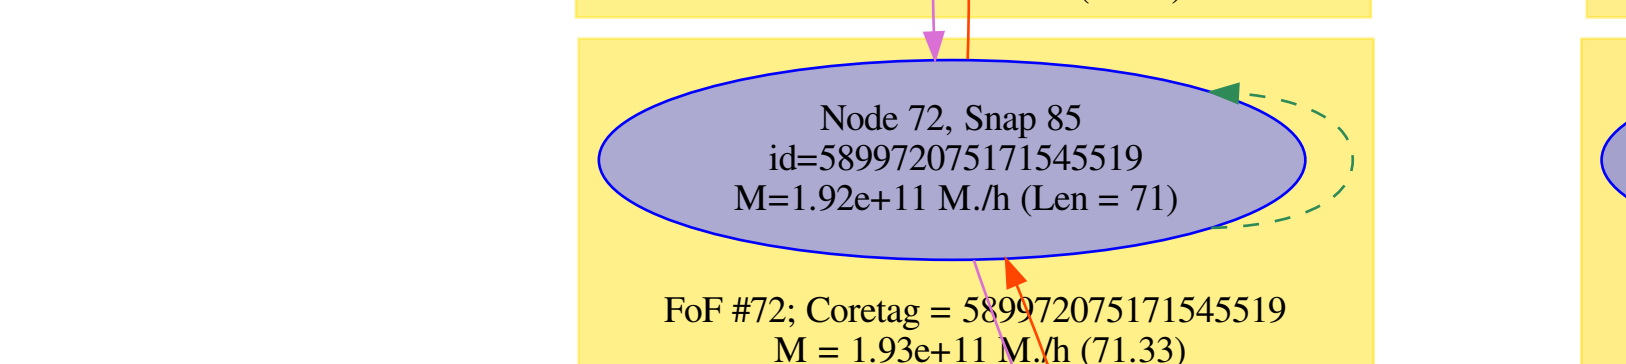 Node 72, Snap 85
id=589972075171545519
M=1.92e+11 M./h (Len = 71)
FoF #72; Coretag = 589972075171545519
M = 1.93e+11 M./h (71.33)